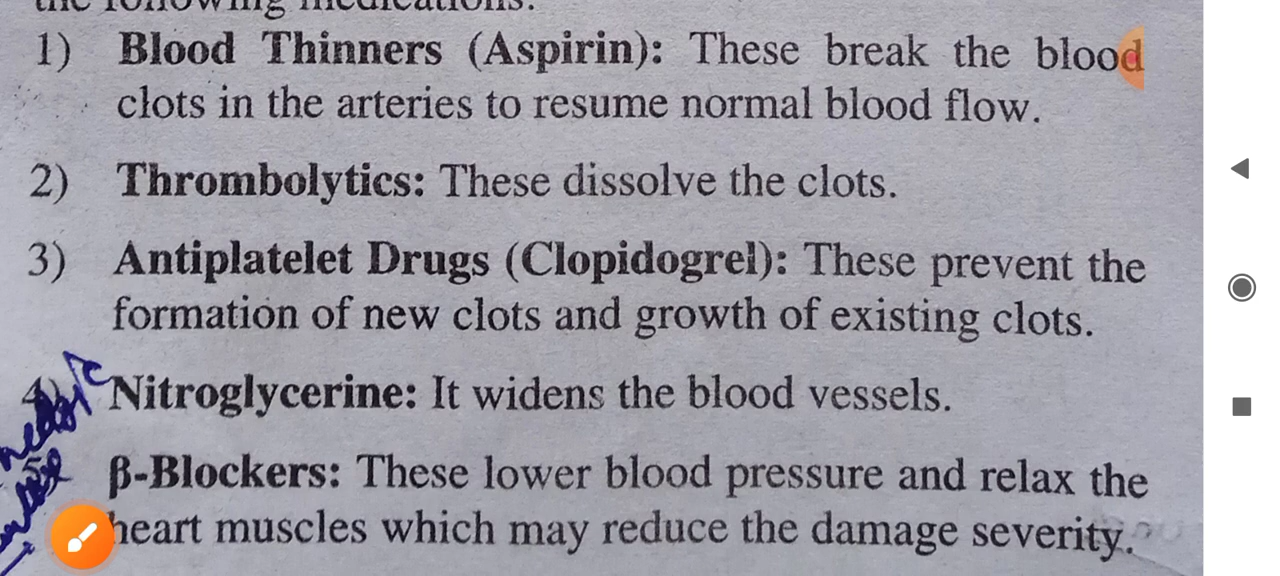 1) Blood Thinners (Aspirin): These break the blood
clots in the arteries to resume normal blood flow.
2) Thrombolytics: These dissolve the clots.
3) Antiplatelet Drugs (Clopidogrel): These prevent the
formation of new clots and growth of existing clots.
4) Nitroglycerine: It widens the blood vessels.
β-Blockers: These lower blood pressure and relax the
heart muscles which may reduce the damage severity.